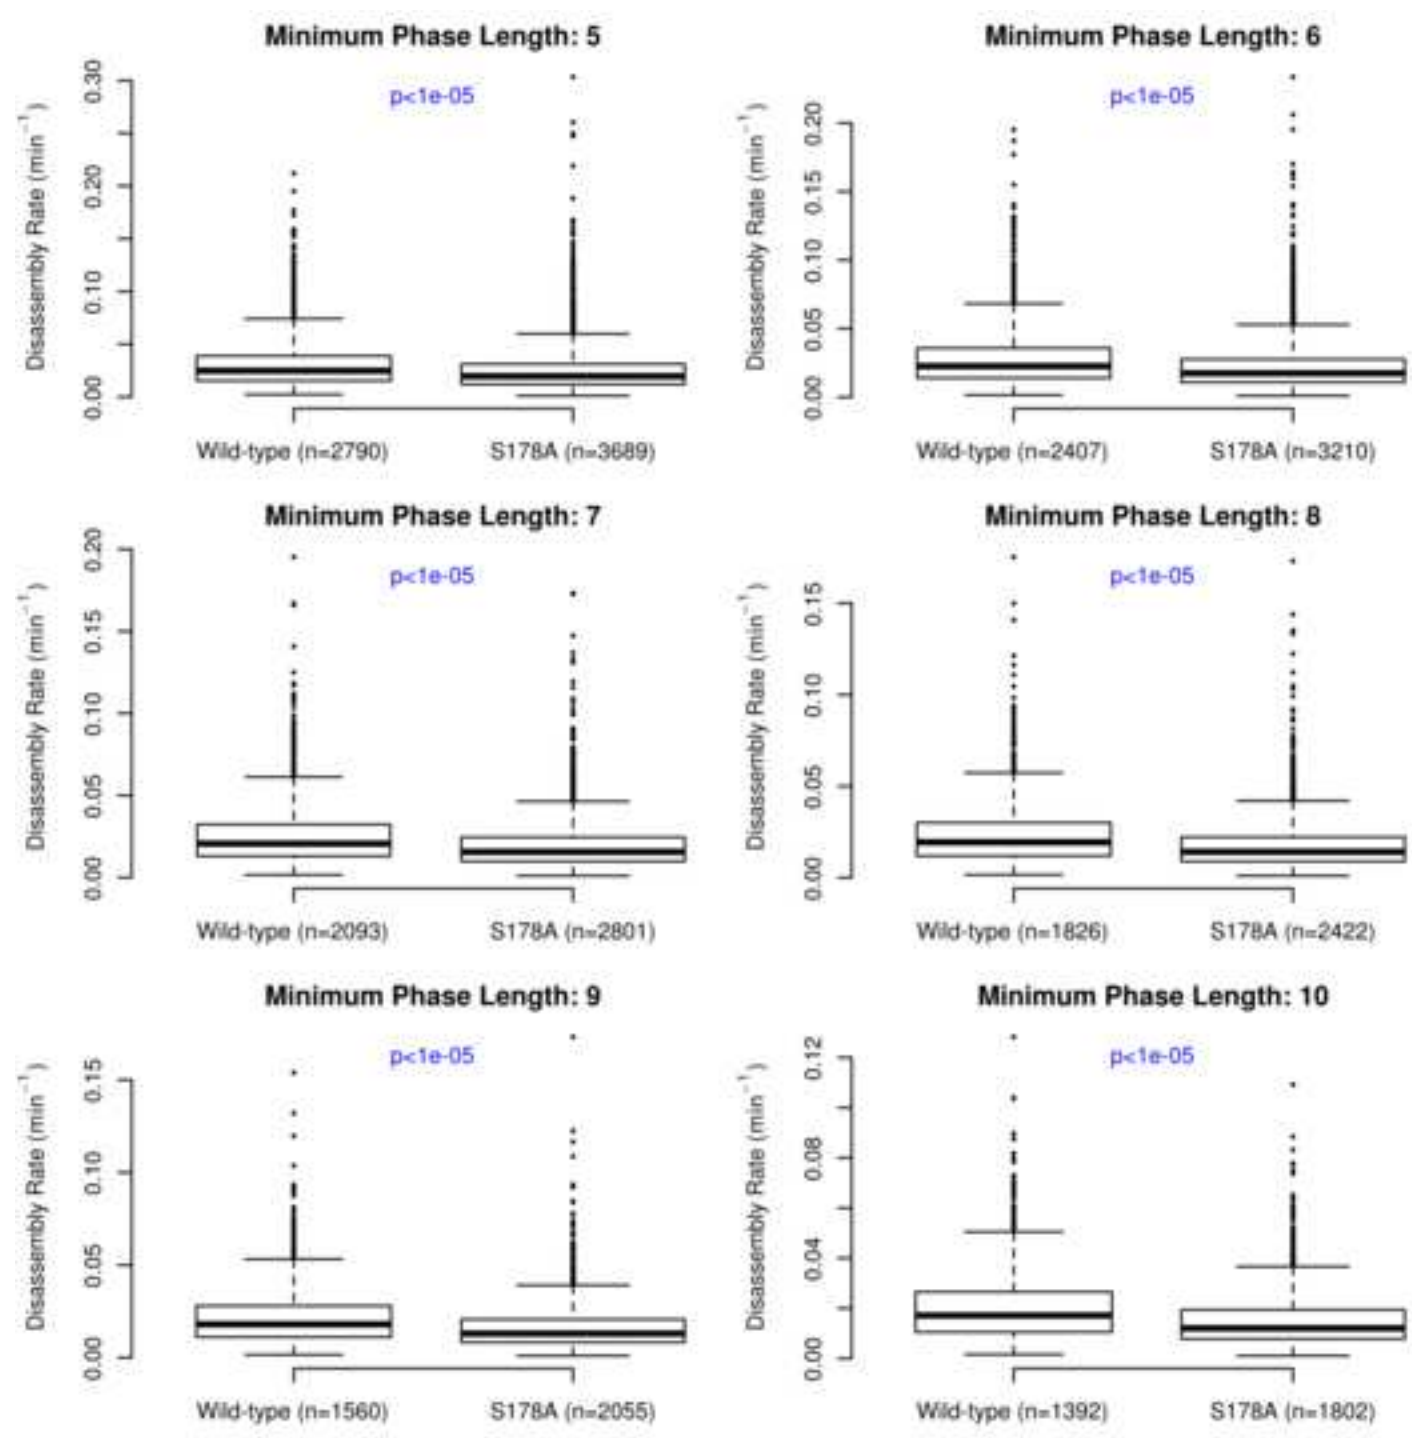 Minimum Phase Length: 5
p<1e-05
Disassembly Rate (min⁻¹)
0.30
0.20
0.10
0.00
Wild-type (n=2790)
S178A (n=3689)
Minimum Phase Length: 6
p<1e-05
Disassembly Rate (min⁻¹)
0.20
0.15
0.10
0.05
0.00
Wild-type (n=2407)
S178A (n=3210)
Minimum Phase Length: 7
p<1e-05
Disassembly Rate (min⁻¹)
0.20
0.15
0.10
0.05
0.00
Wild-type (n=2093)
S178A (n=2801)
Minimum Phase Length: 8
p<1e-05
Disassembly Rate (min⁻¹)
0.15
0.10
0.05
0.00
Wild-type (n=1826)
S178A (n=2422)
Minimum Phase Length: 9
p<1e-05
Disassembly Rate (min⁻¹)
0.15
0.10
0.05
0.00
Wild-type (n=1560)
S178A (n=2055)
Minimum Phase Length: 10
p<1e-05
Disassembly Rate (min⁻¹)
0.12
0.08
0.04
0.00
Wild-type (n=1392)
S178A (n=1802)